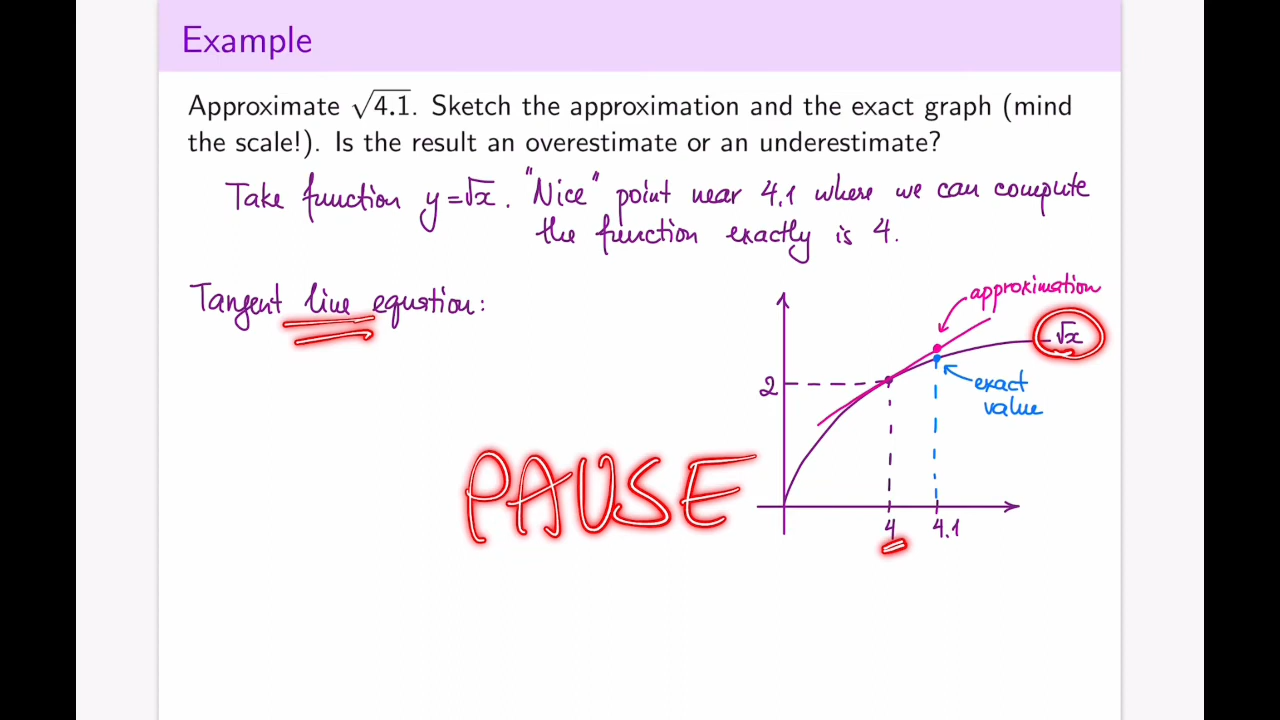 Example
Approximate √4.1. Sketch the approximation and the exact graph (mind
the scale!). Is the result an overestimate or an underestimate?
Take function y=√x. "Nice" point near 4.1 where we can compute
the function exactly is 4.
Tangent line equation:
approximation
√x
2
exact
value
PAUSE
4
4.1